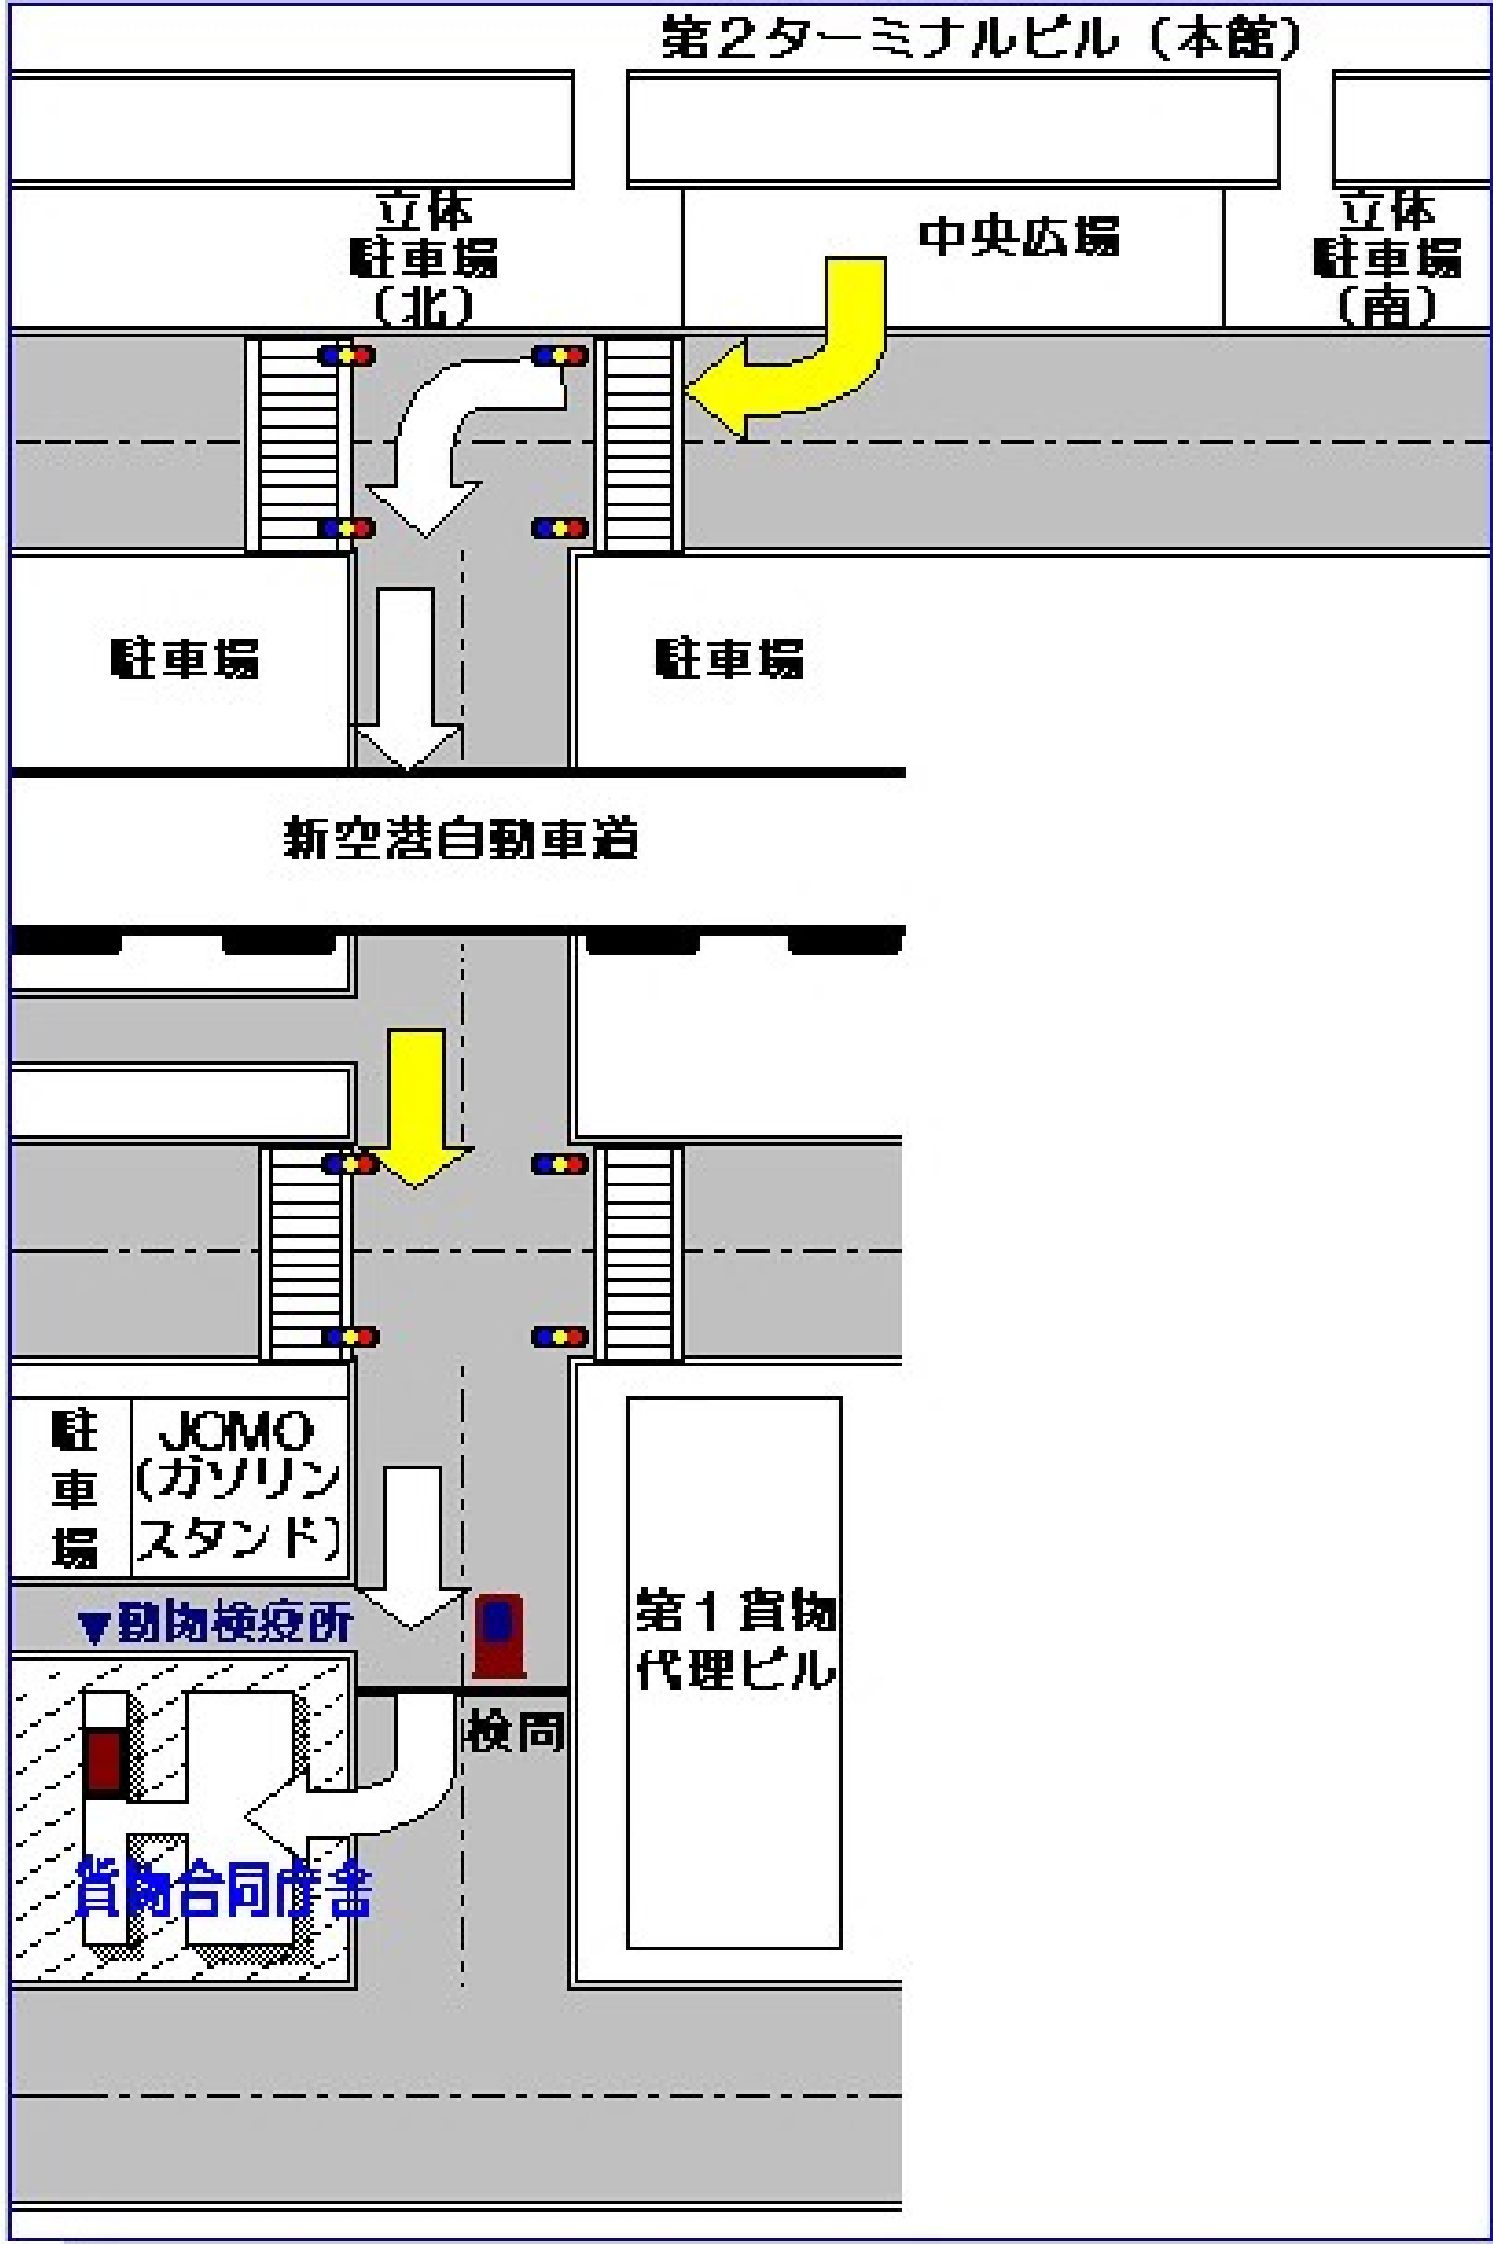 第2ターミナルビル（本館）
立体
駐車場
（北）
中央広場
立体
駐車場
（南）
駐車場
駐車場
新空港自動車道
駐
車
場
JOMO
（ガソリン
スタンド）
▼動物検疫所
第1貨物
代理ビル
検問
貨物合同庁舎